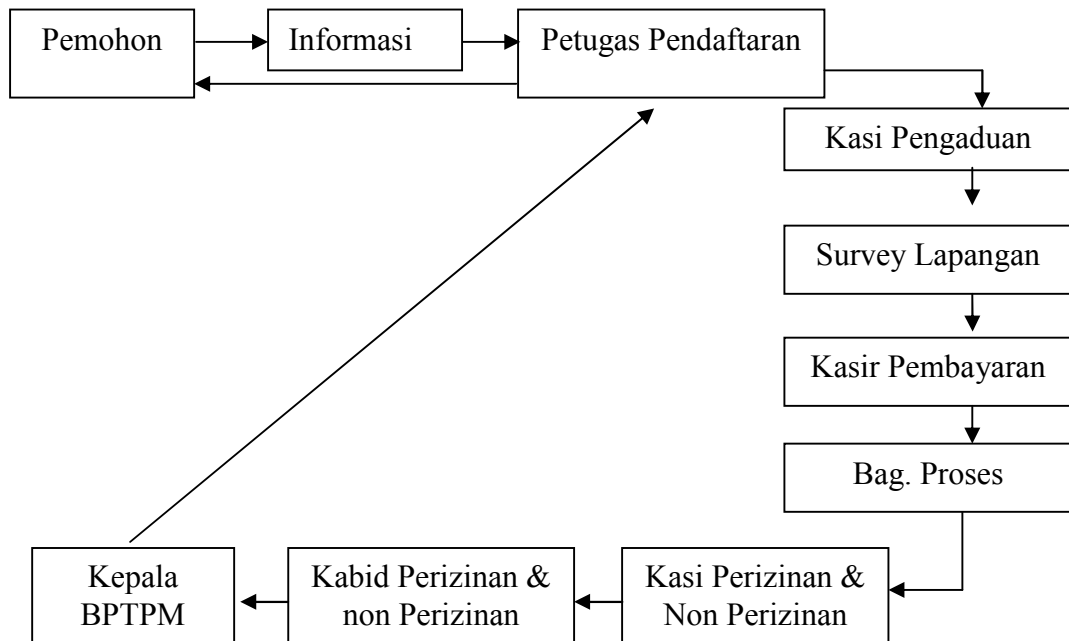 Pemohon
Informasi
Petugas Pendaftaran
Kasi Pengaduan
Survey Lapangan
Kasir Pembayaran
Bag. Proses
Kasi Perizinan &
Non Perizinan
Kabid Perizinan &
non Perizinan
Kepala
BPTPM